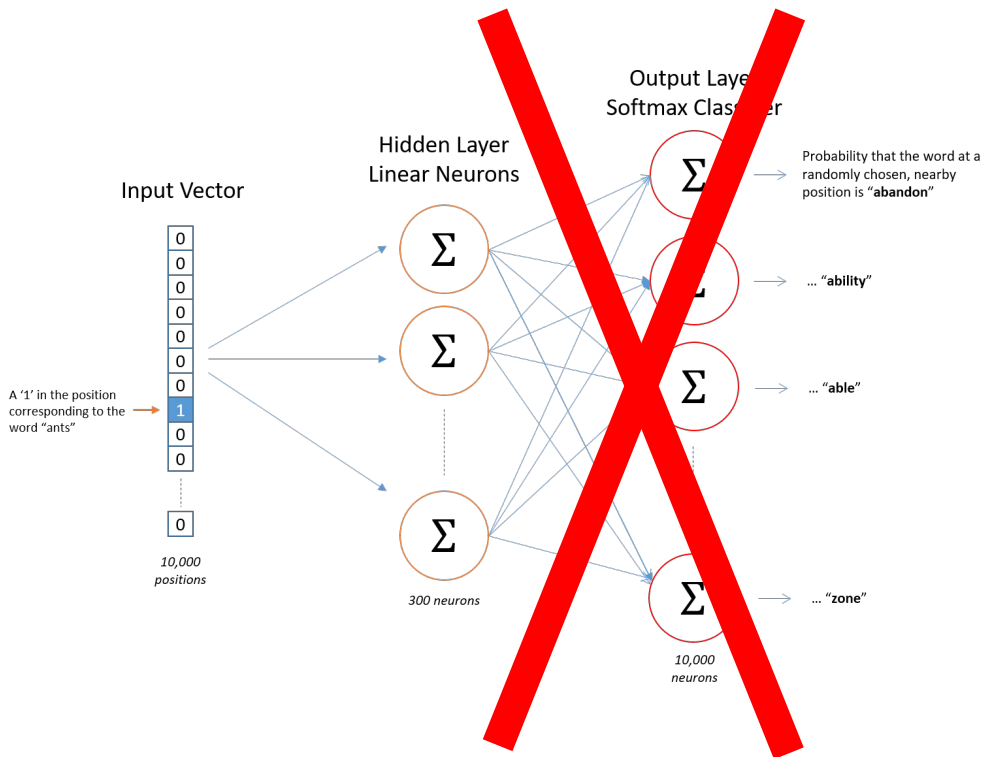 Input Vector
0
0
0
0
0
0
0
1
0
0
0
A ‘1’ in the position
corresponding to the
word “ants”
10,000
positions
Hidden Layer
Linear Neurons
Σ
Σ
Σ
300 neurons
Output Laye
Softmax
Σ
Σ
Σ
10,000
neurons
Probability that the word at a
randomly chosen, nearby
position is “abandon”
... “ability”
... “able”
... “zone”